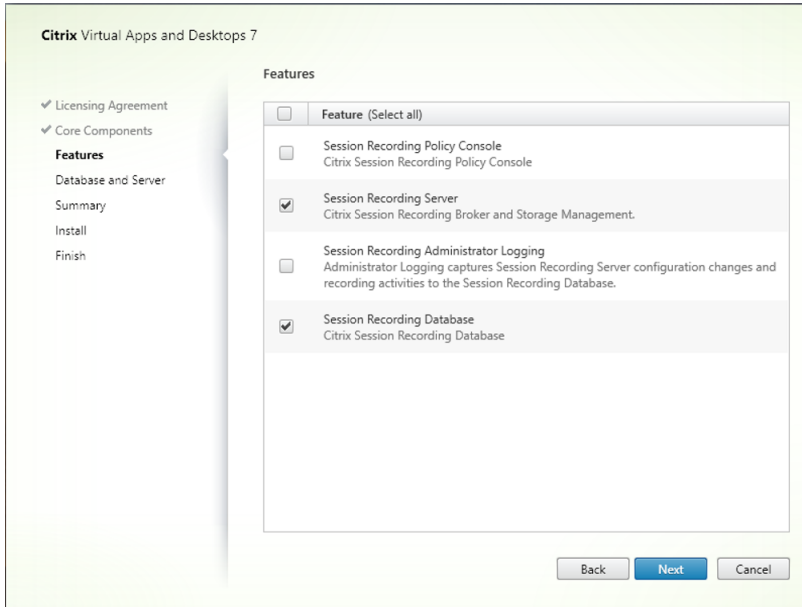 Citrix Virtual Apps and Desktops 7
Licensing Agreement
Core Components
Features
Database and Server
Summary
Install
Finish
Features
Feature (Select all)
Session Recording Policy Console
Citrix Session Recording Policy Console
Session Recording Server
Citrix Session Recording Broker and Storage Management.
Session Recording Administrator Logging
Administrator Logging captures Session Recording Server configuration changes and
recording activities to the Session Recording Database.
Session Recording Database
Citrix Session Recording Database
Back
Next
Cancel